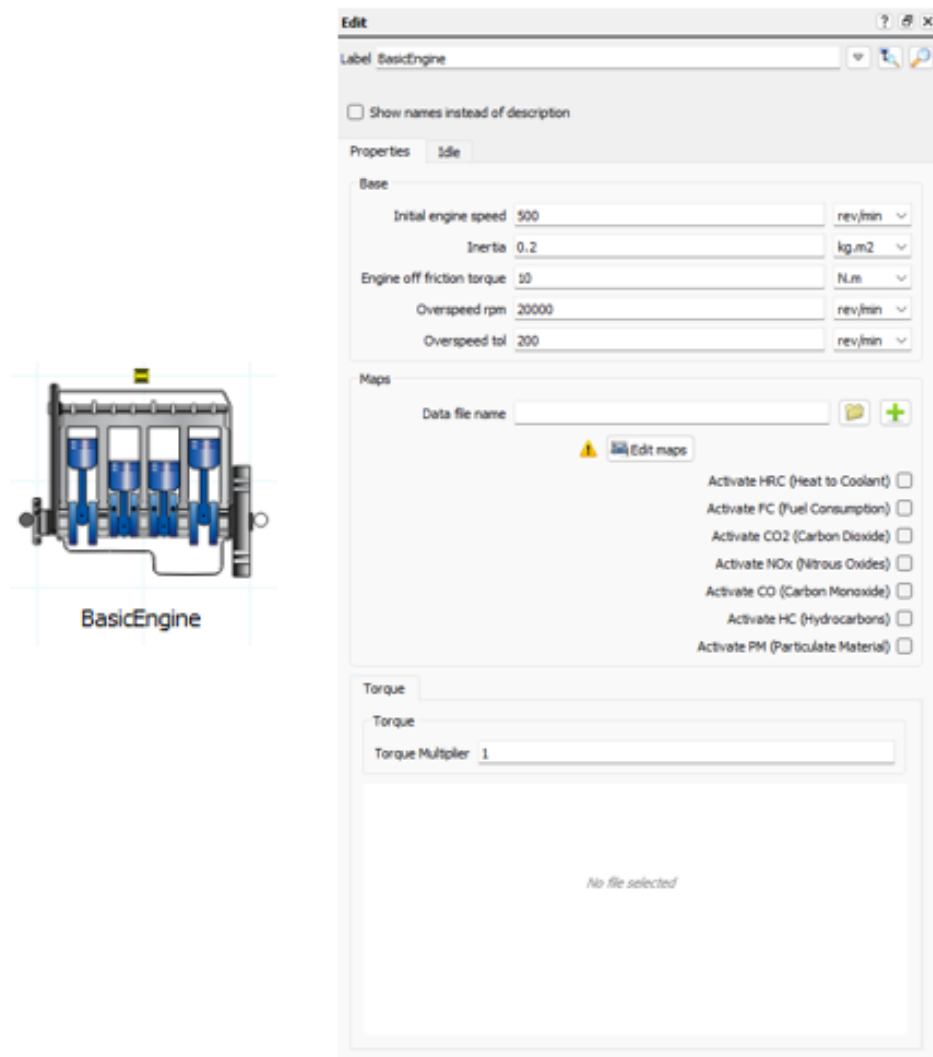 Edit
Label BasicEngine
Show names instead of description
Properties Idle
Base
Initial engine speed 500 rev/min
Inertia 0.2 kg.m2
Engine off friction torque 10 N.m
Overspeed rpm 20000 rev/min
Overspeed tol 200 rev/min
Maps
Data file name
Edit maps
Activate HRC (Heat to Coolant)
Activate FC (Fuel Consumption)
Activate CO2 (Carbon Dioxide)
Activate NOx (Nitrous Oxides)
Activate CO (Carbon Monoxide)
Activate HC (Hydrocarbons)
Activate PM (Particulate Material)
BasicEngine
Torque
Torque
Torque Multiplier 1
No file selected